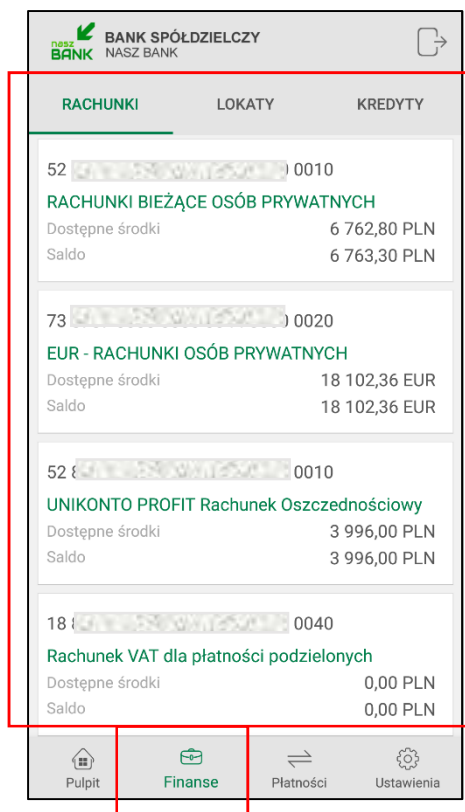 nasz BANK
BANK SPÓŁDZIELCZY
NASZ BANK
RACHUNKI LOKATY KREDYTY
52 0010
RACHUNKI BIEŻĄCE OSÓB PRYWATNYCH
Dostępne środki 6 762,80 PLN
Saldo 6 763,30 PLN
73 0020
EUR - RACHUNKI OSÓB PRYWATNYCH
Dostępne środki 18 102,36 EUR
Saldo 18 102,36 EUR
52 0010
UNIKONTO PROFIT Rachunek Oszczednościowy
Dostępne środki 3 996,00 PLN
Saldo 3 996,00 PLN
18 0040
Rachunek VAT dla płatności podzielonych
Dostępne środki 0,00 PLN
Saldo 0,00 PLN
Pulpit Finanse Płatności Ustawienia